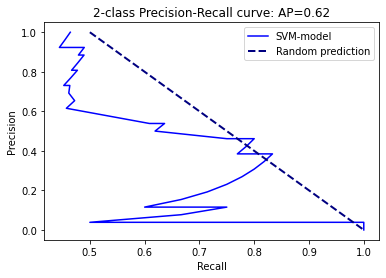 2-class Precision-Recall curve: AP=0.62
SVM-model
Random prediction
Precision
1.0
0.8
0.6
0.4
0.2
0.0
0.5
0.6
0.7
0.8
0.9
1.0
Recall